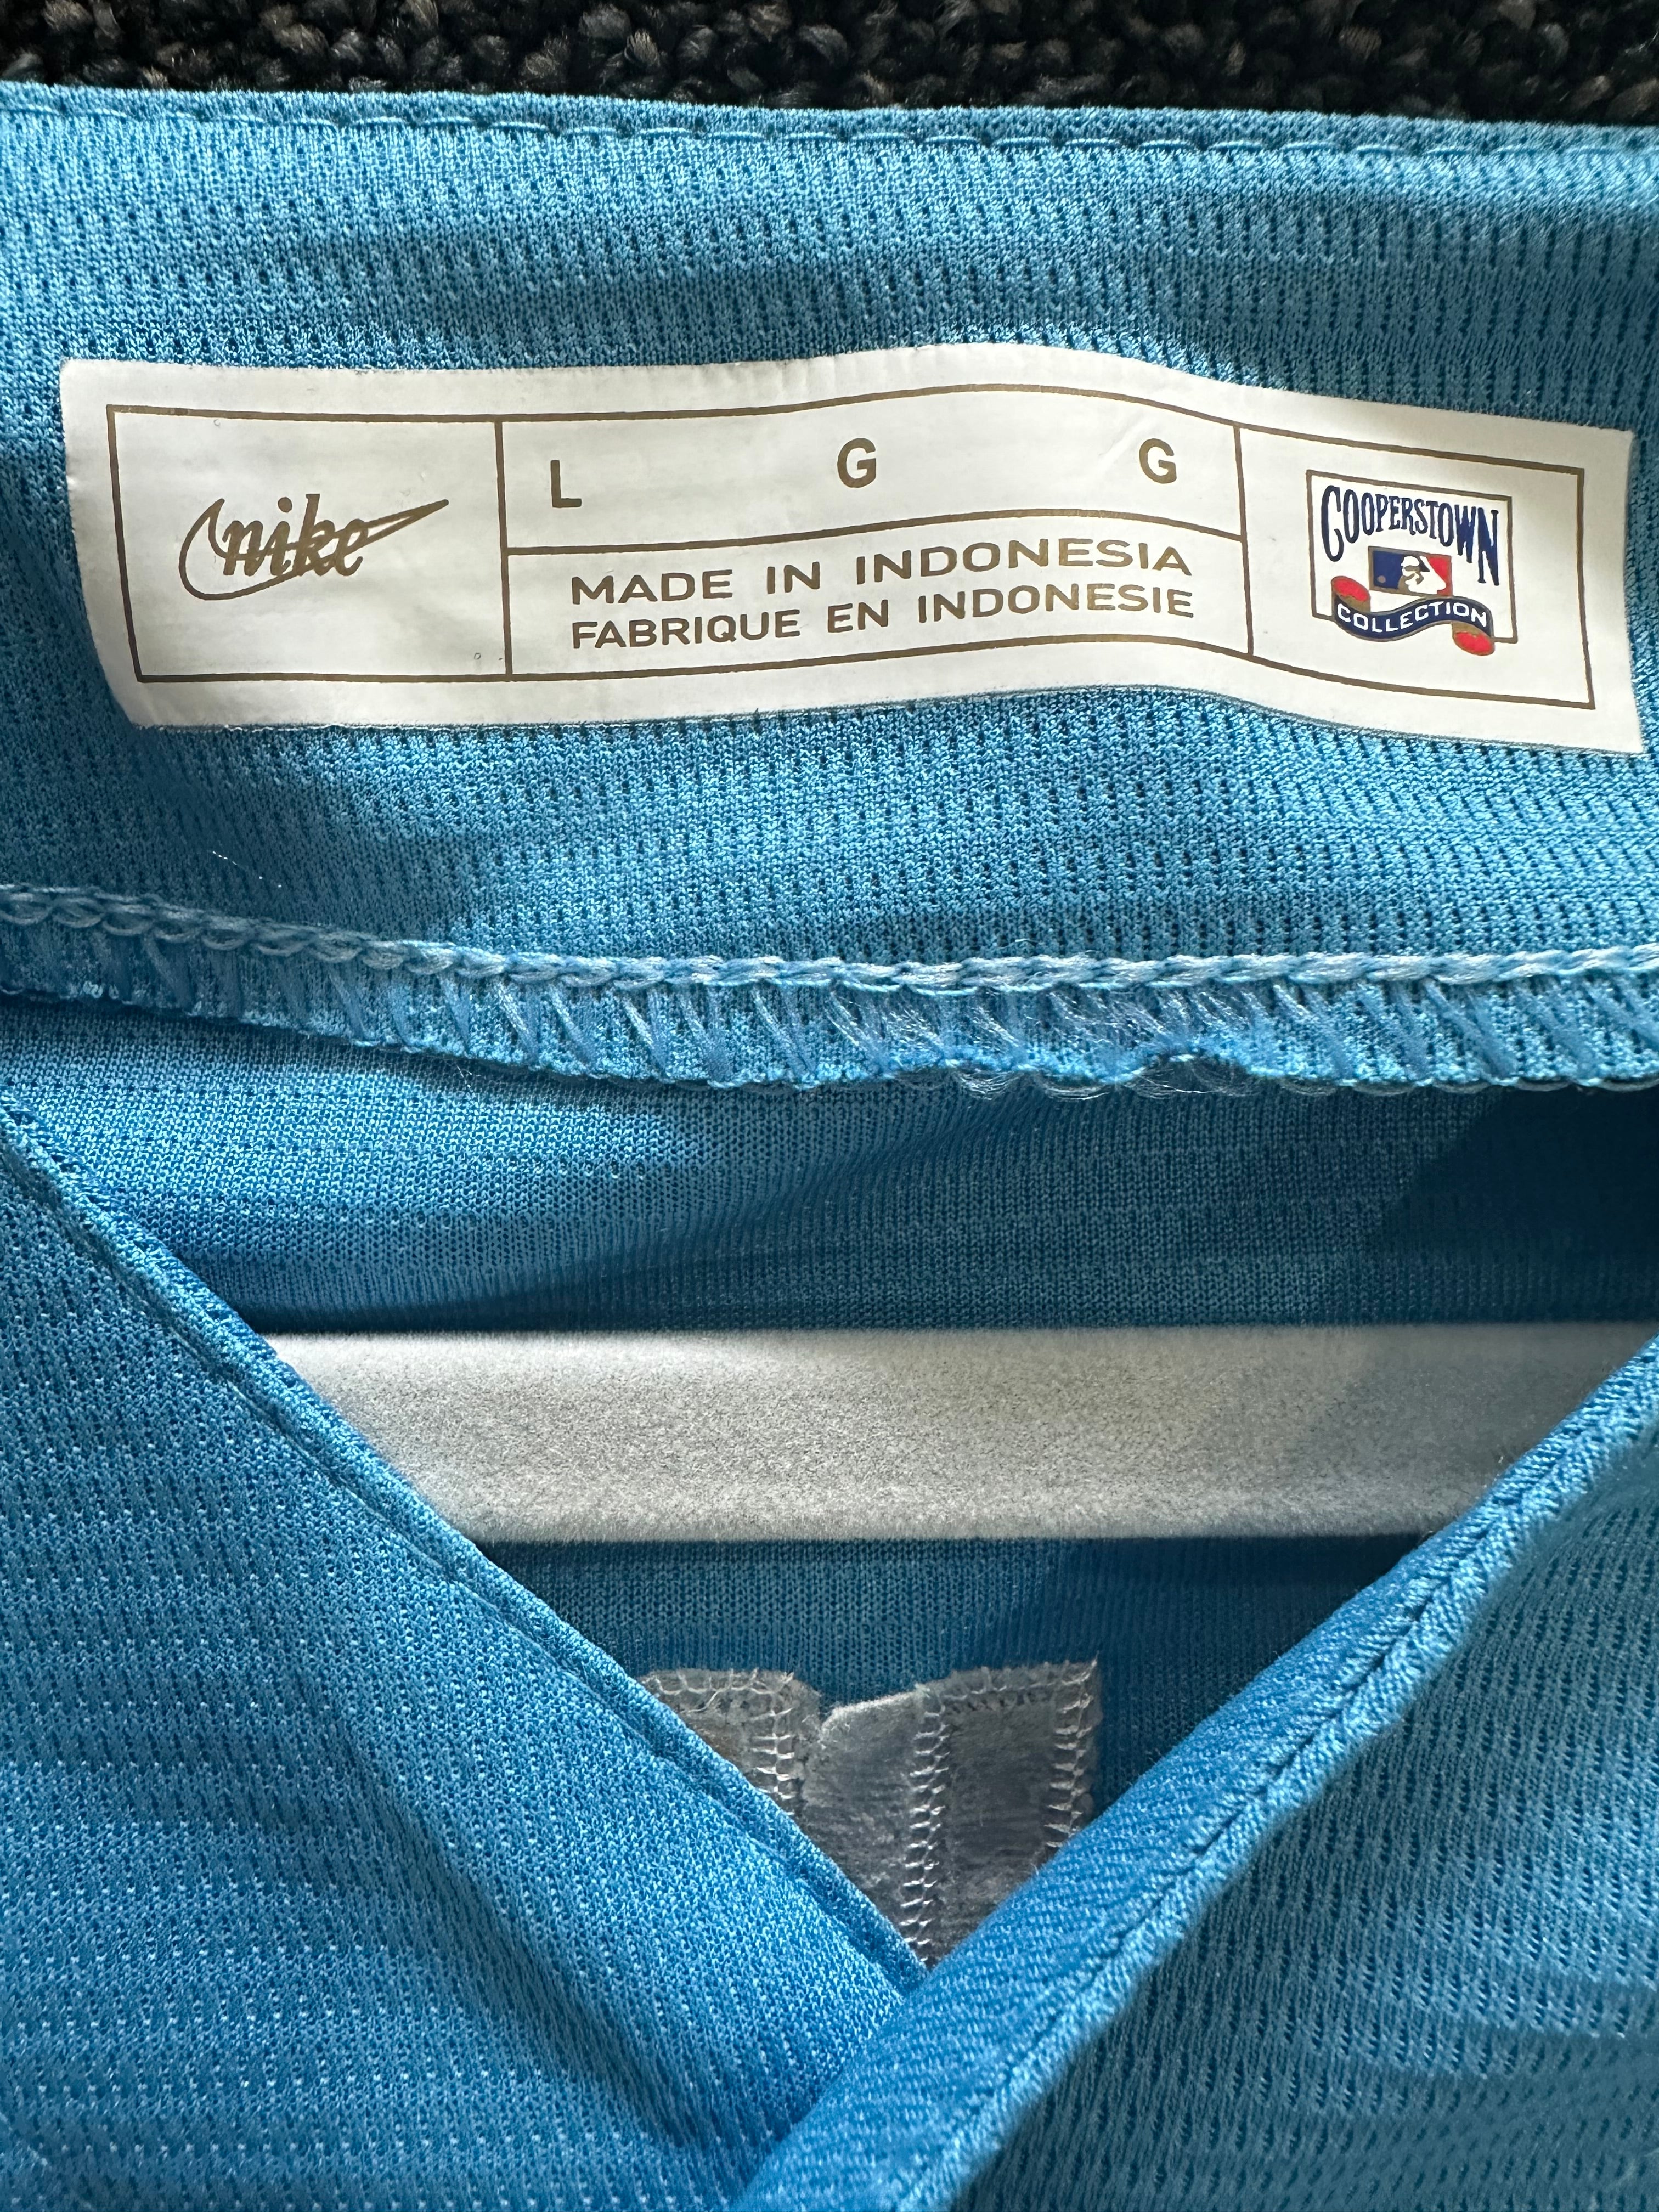 nike
L G G
MADE IN INDONESIA
FABRIQUE EN INDONESIE
COOPERSTOWN
COLLECTION